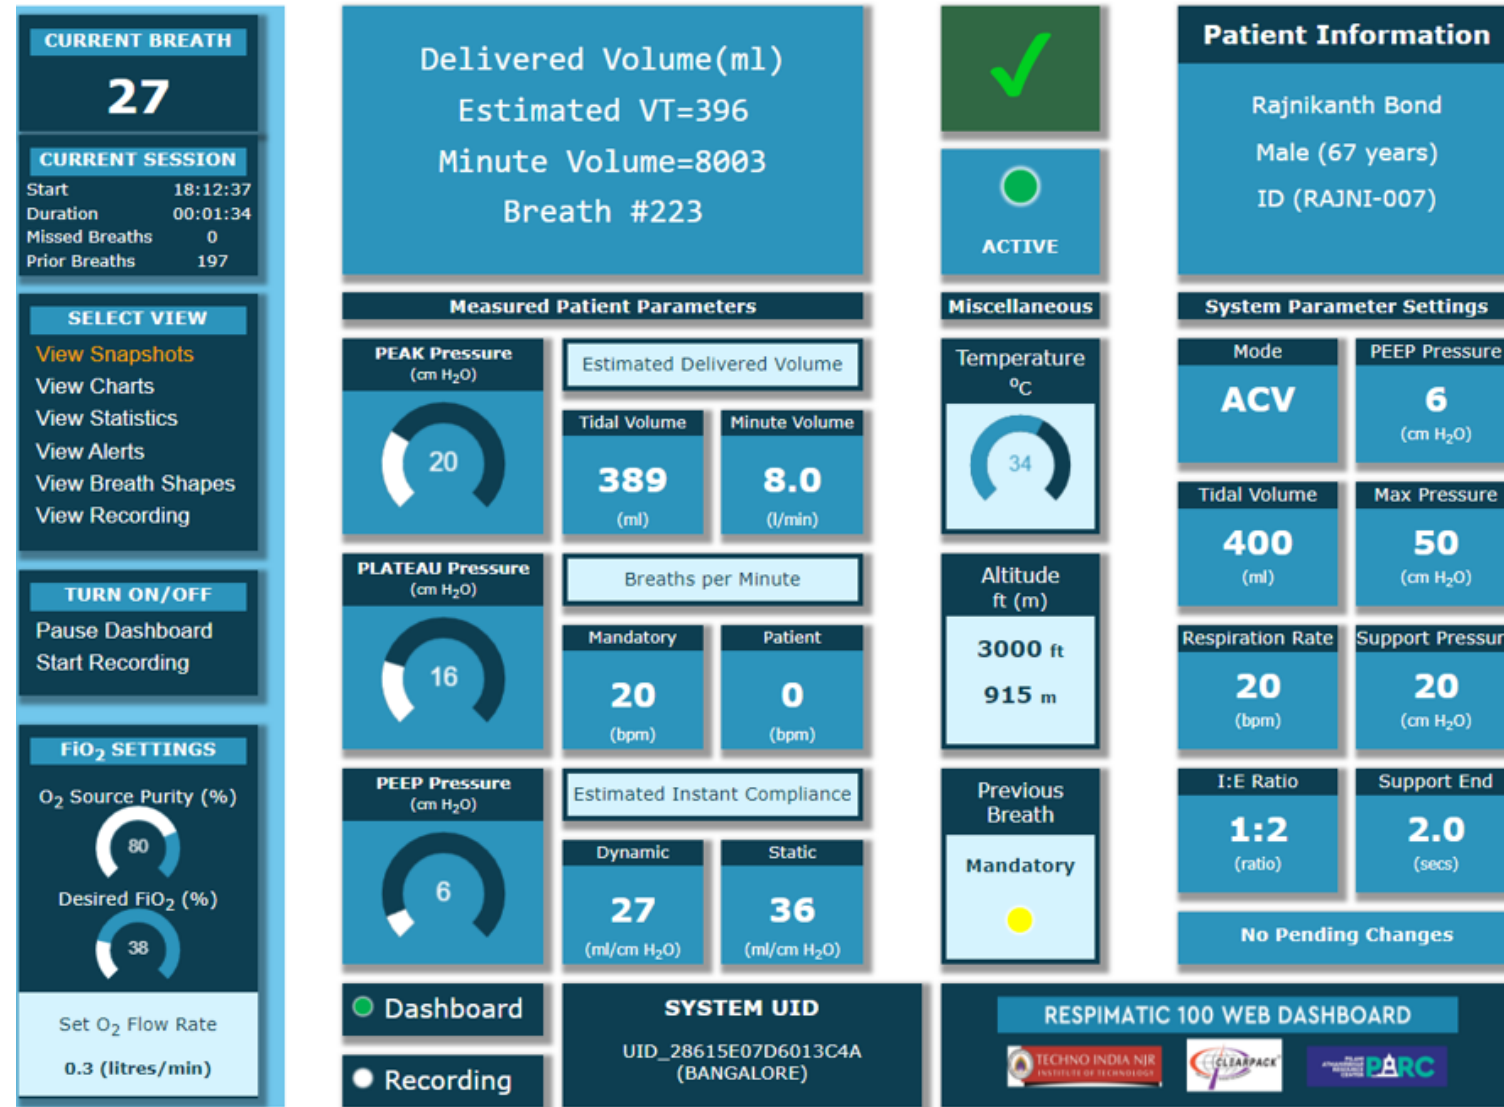 CURRENT BREATH
27
CURRENT SESSION
Start 18:12:37
Duration 00:01:34
Missed Breaths 0
Prior Breaths 197
SELECT VIEW
View Snapshots
View Charts
View Statistics
View Alerts
View Breath Shapes
View Recording
TURN ON/OFF
Pause Dashboard
Start Recording
FiO₂ SETTINGS
O₂ Source Purity (%)
80
Desired FiO₂ (%)
38
Set O₂ Flow Rate
0.3 (litres/min)
Delivered Volume(ml)
Estimated VT=396
Minute Volume=8003
Breath #223
Measured Patient Parameters
PEAK Pressure
(cm H₂O)
20
Estimated Delivered Volume
Tidal Volume
389
(ml)
Minute Volume
8.0
(l/min)
PLATEAU Pressure
(cm H₂O)
16
Breaths per Minute
Mandatory
20
(bpm)
Patient
0
(bpm)
PEEP Pressure
(cm H₂O)
6
Estimated Instant Compliance
Dynamic
27
(ml/cm H₂O)
Static
36
(ml/cm H₂O)
Dashboard
Recording
SYSTEM UID
UID_28615E07D6013C4A
(BANGALORE)
ACTIVE
Miscellaneous
Temperature
⁰C
34
Altitude
ft (m)
3000 ft
915 m
Previous
Breath
Mandatory
Patient Information
Rajnikanth Bond
Male (67 years)
ID (RAJNI-007)
System Parameter Settings
Mode
ACV
PEEP Pressure
6
(cm H₂O)
Tidal Volume
400
(ml)
Max Pressure
50
(cm H₂O)
Respiration Rate
20
(bpm)
Support Pressur
20
(cm H₂O)
I:E Ratio
1:2
(ratio)
Support End
2.0
(secs)
No Pending Changes
RESPIMATIC 100 WEB DASHBOARD
TECHNO INDIA NJR
INSTITUTE OF TECHNOLOGY
CLEARPACK
PARC